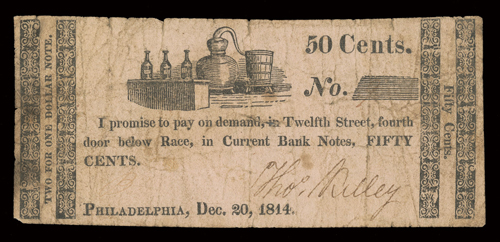 TWO FOR ONE DOLLAR NOTE.
50 Cents.
No.
I promise to pay on demand, in Twelfth Street, fourth
door below Race, in Current Bank Notes, FIFTY
CENTS.
Thos.
PHILADELPHIA, Dec. 20, 1814.
Fifty Cents.